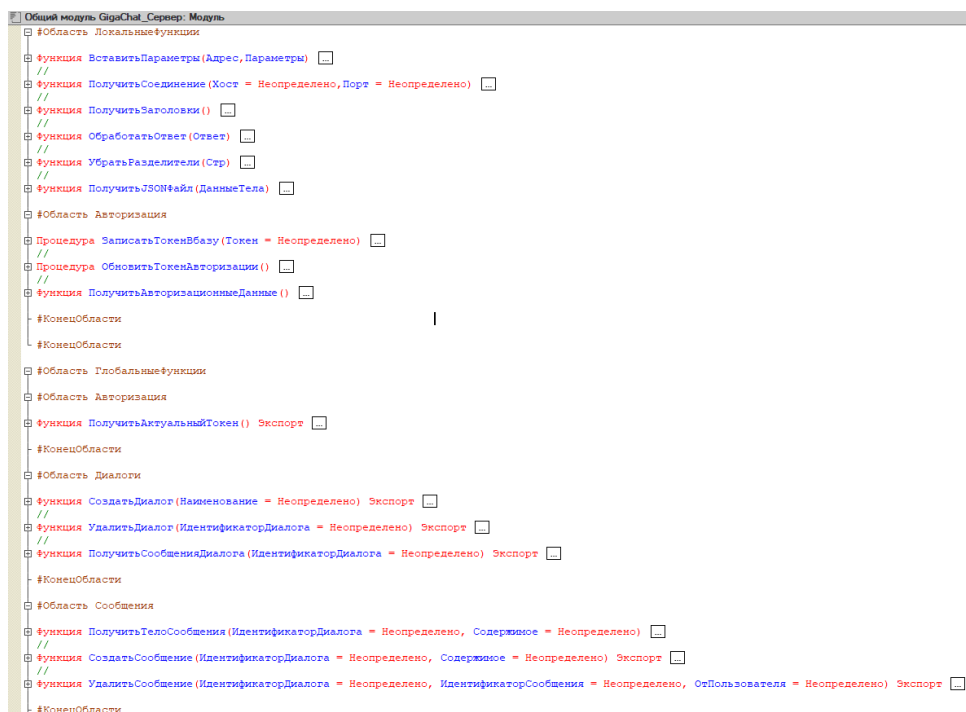 Общий модуль GigaChat_Сервер: Модуль
#Область ЛокальныеФункции
Функция ВставитьПараметры(Адрес,Параметры) ...
//
Функция ПолучитьСоединение(Хост = Неопределено,Порт = Неопределено) ...
//
Функция ПолучитьЗаголовки() ...
//
Функция ОбработатьОтвет(Ответ) ...
//
Функция УбратьРазделители(Стр) ...
//
Функция ПолучитьJSONФайл(ДанныеТела) ...
#Область Авторизация
Процедура ЗаписатьТокенВбазу(Токен = Неопределено) ...
//
Процедура ОбновитьТокенАвторизации() ...
//
Функция ПолучитьАвторизационныеДанные() ...
#КонецОбласти
#КонецОбласти
#Область ГлобальныеФункции
#Область Авторизация
Функция ПолучитьАктуальныйТокен() Экспорт ...
#КонецОбласти
#Область Диалоги
Функция СоздатьДиалог(Наименование = Неопределено) Экспорт ...
//
Функция УдалитьДиалог(ИдентификаторДиалога = Неопределено) Экспорт ...
//
Функция ПолучитьСообщенияДиалога(ИдентификаторДиалога = Неопределено) Экспорт ...
#КонецОбласти
#Область Сообщения
Функция ПолучитьТелоСообщения(ИдентификаторДиалога = Неопределено, Содержимое = Неопределено) ...
//
Функция СоздатьСообщение(ИдентификаторДиалога = Неопределено, Содержимое = Неопределено) Экспорт ...
//
Функция УдалитьСообщение(ИдентификаторДиалога = Неопределено, ИдентификаторСообщения = Неопределено, ОтПользователя = Неопределено) Экспорт ...
#КонецОбласти